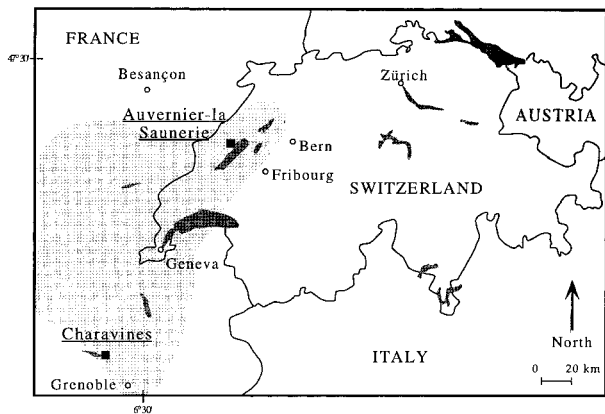 FRANCE
47°30'
Besançon
Zürich
Auvernier-la
Saunerie
AUSTRIA
Bern
Fribourg
SWITZERLAND
Geneva
Charavines
North
ITALY
0 20 km
Grenoble
6°30'